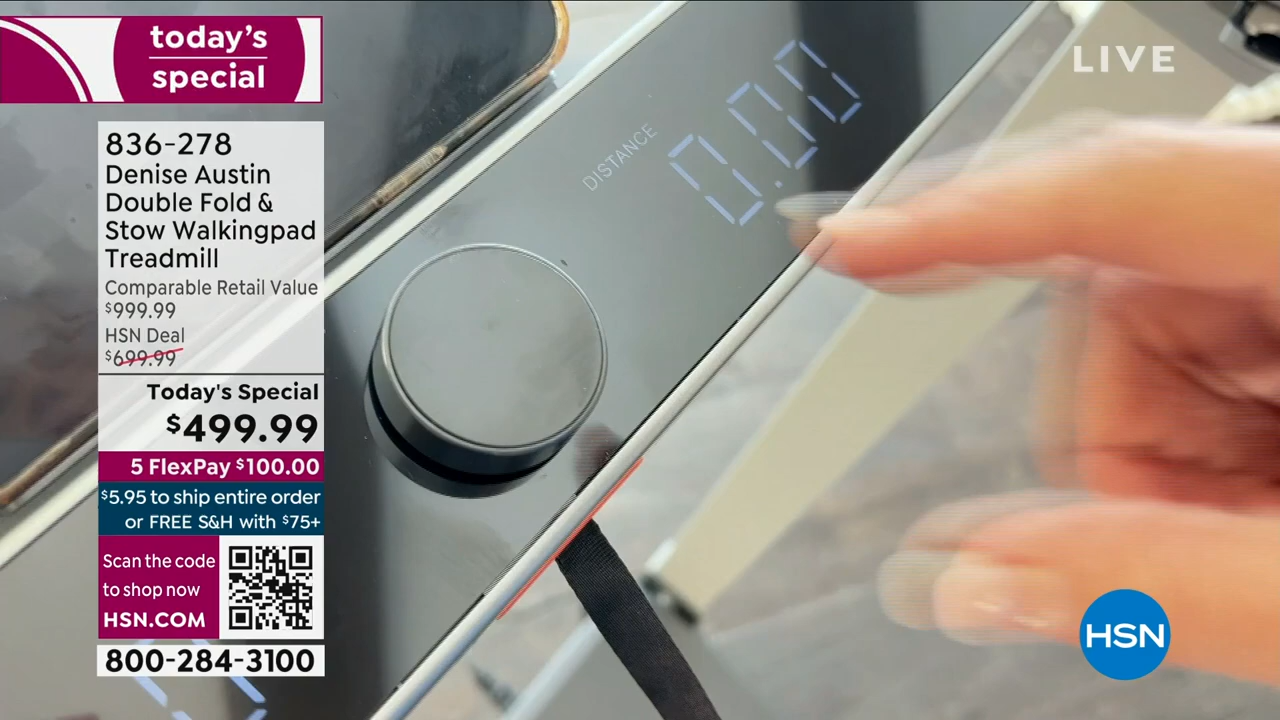 today's
special
LIVE
836-278
Denise Austin
Double Fold &
Stow Walkingpad
Treadmill
Comparable Retail Value
$999.99
HSN Deal
$699.99
Today's Special
$499.99
5 FlexPay $100.00
$5.95 to ship entire order
or FREE S&H with $75+
Scan the code
to shop now
HSN.COM
800-284-3100
DISTANCE
0.00
HSN